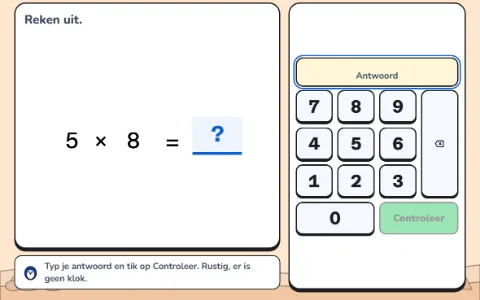 Reken uit.
5 × 8 = ?
Typ je antwoord en tik op Controleer. Rustig, er is
geen klok.
Antwoord
7 8 9
4 5 6
1 2 3
0 Controleer